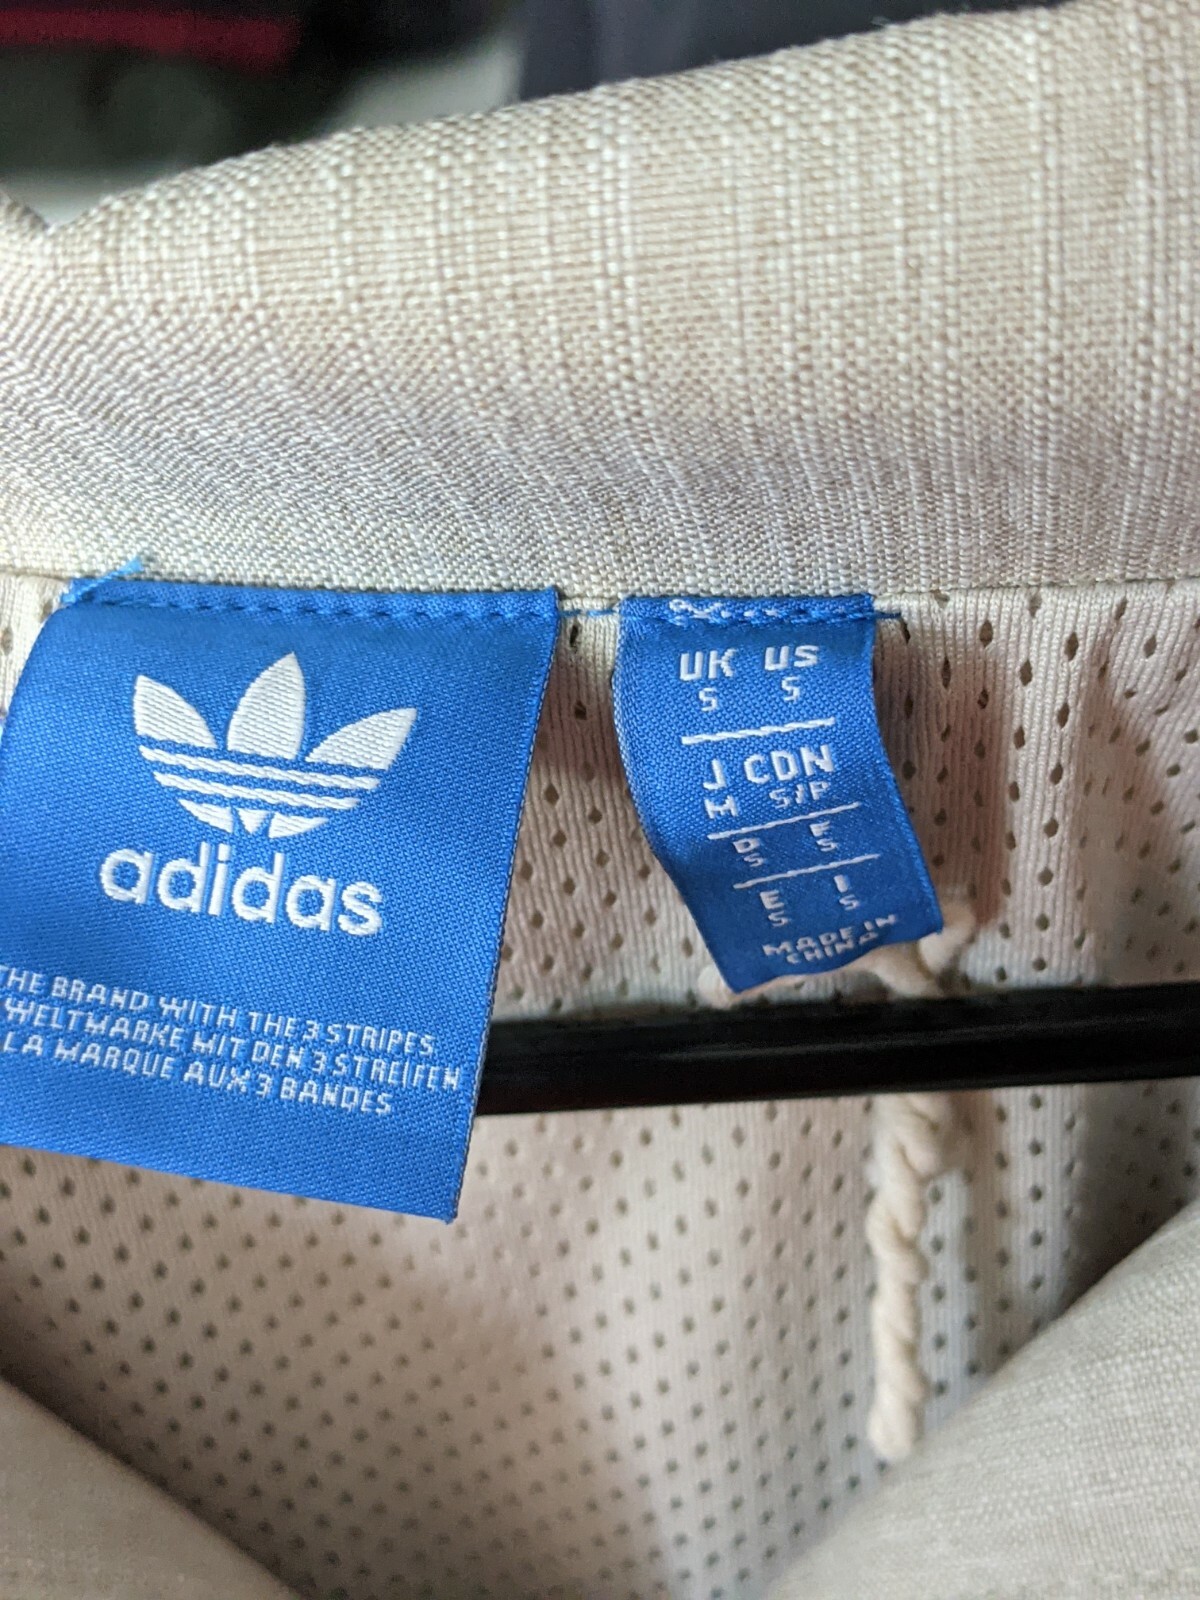 adidas
THE BRAND WITH THE 3 STRIPES
WELTMARKE MIT DEN 3 STREIFEN
LA MARQUE AUX 3 BANDES
UK US
S S
J CDN
M S/P
D F
S S
E I
S S
MADE IN
CHINA